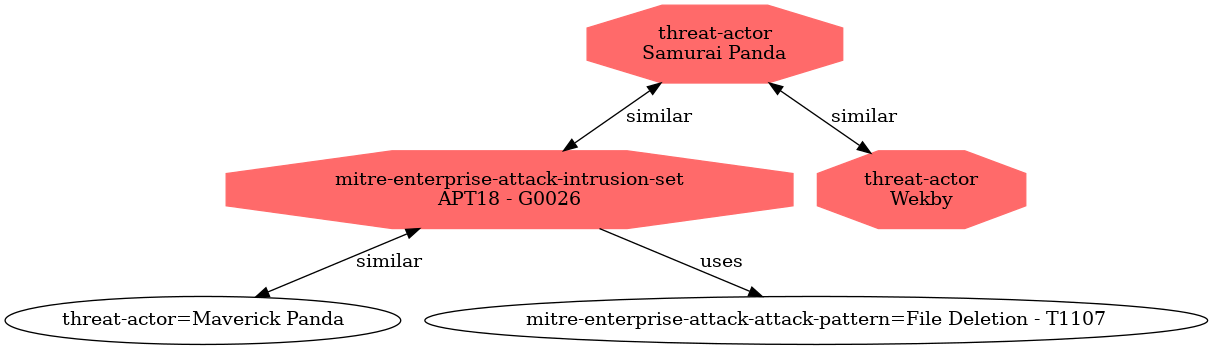 threat-actor
Samurai Panda
similar
similar
mitre-enterprise-attack-intrusion-set
APT18 - G0026
threat-actor
Wekby
similar
uses
threat-actor=Maverick Panda
mitre-enterprise-attack-attack-pattern=File Deletion - T1107